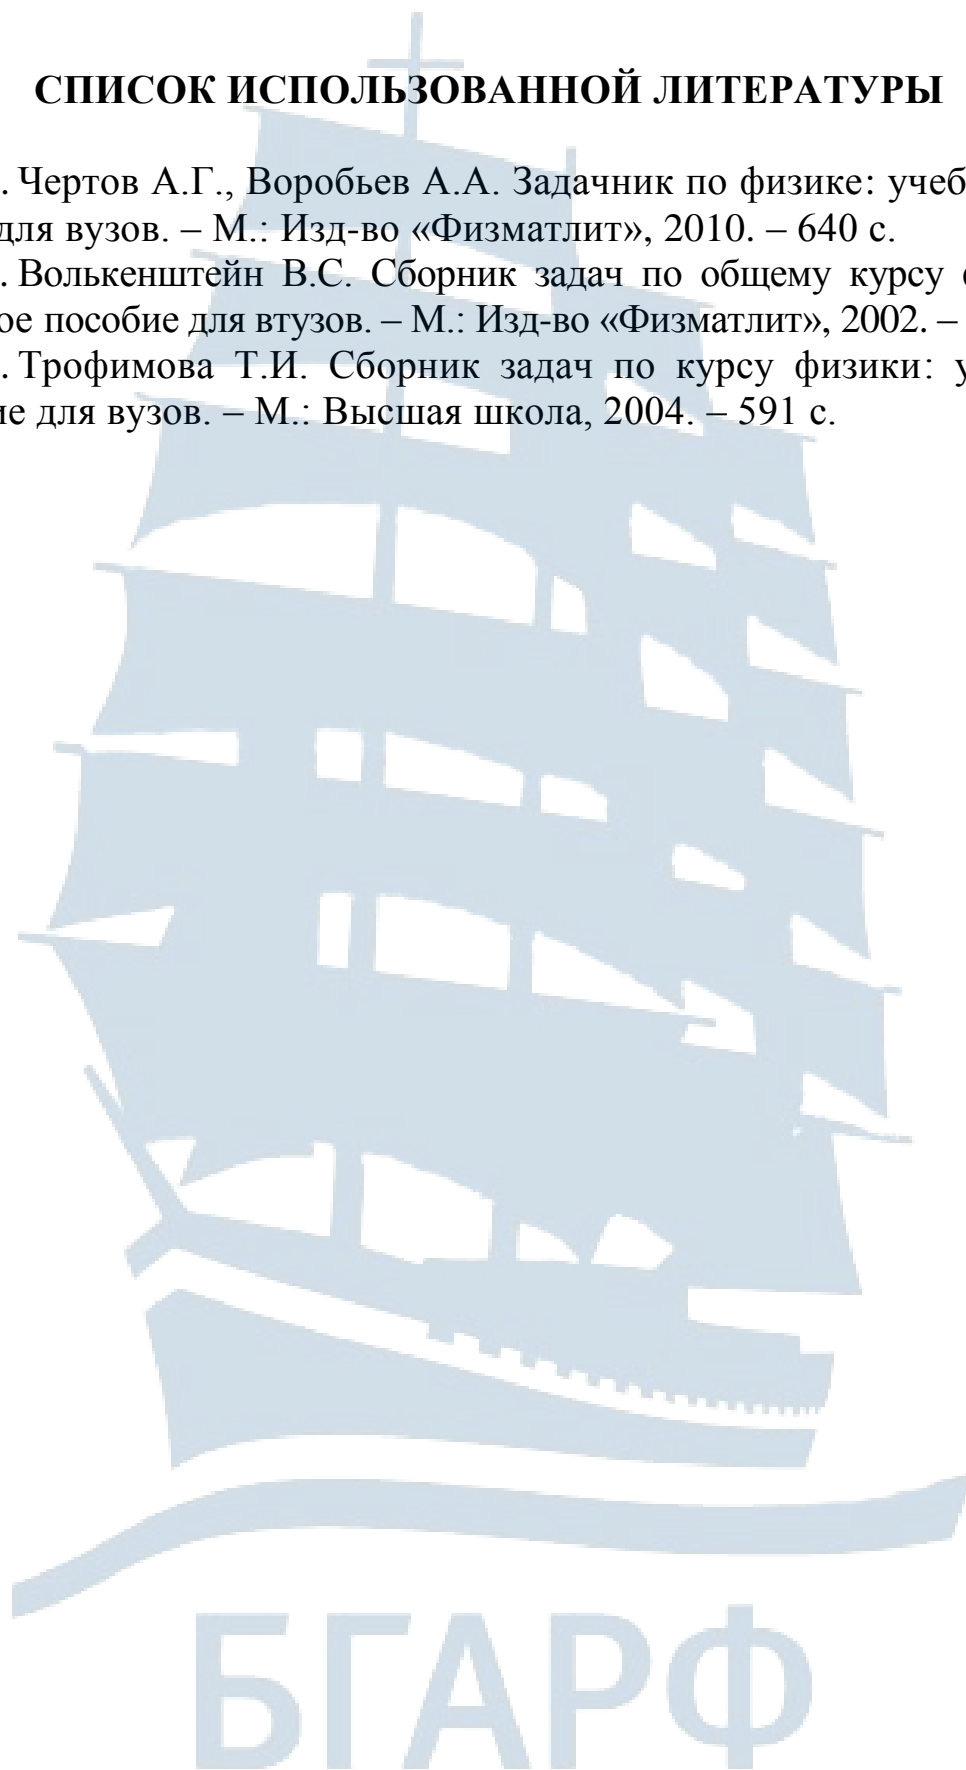 СПИСОК ИСПОЛЬЗОВАННОЙ ЛИТЕРАТУРЫ
. Чертов А.Г., Воробьев А.А. Задачник по физике: учеб
для вузов. – М.: Изд-во «Физматлит», 2010. – 640 с.
. Волькенштейн В.С. Сборник задач по общему курсу
ое пособие для втузов. – М.: Изд-во «Физматлит», 2002. –
. Трофимова Т.И. Сборник задач по курсу физики: у
ие для вузов. – М.: Высшая школа, 2004. – 591 с.
БГАРФ